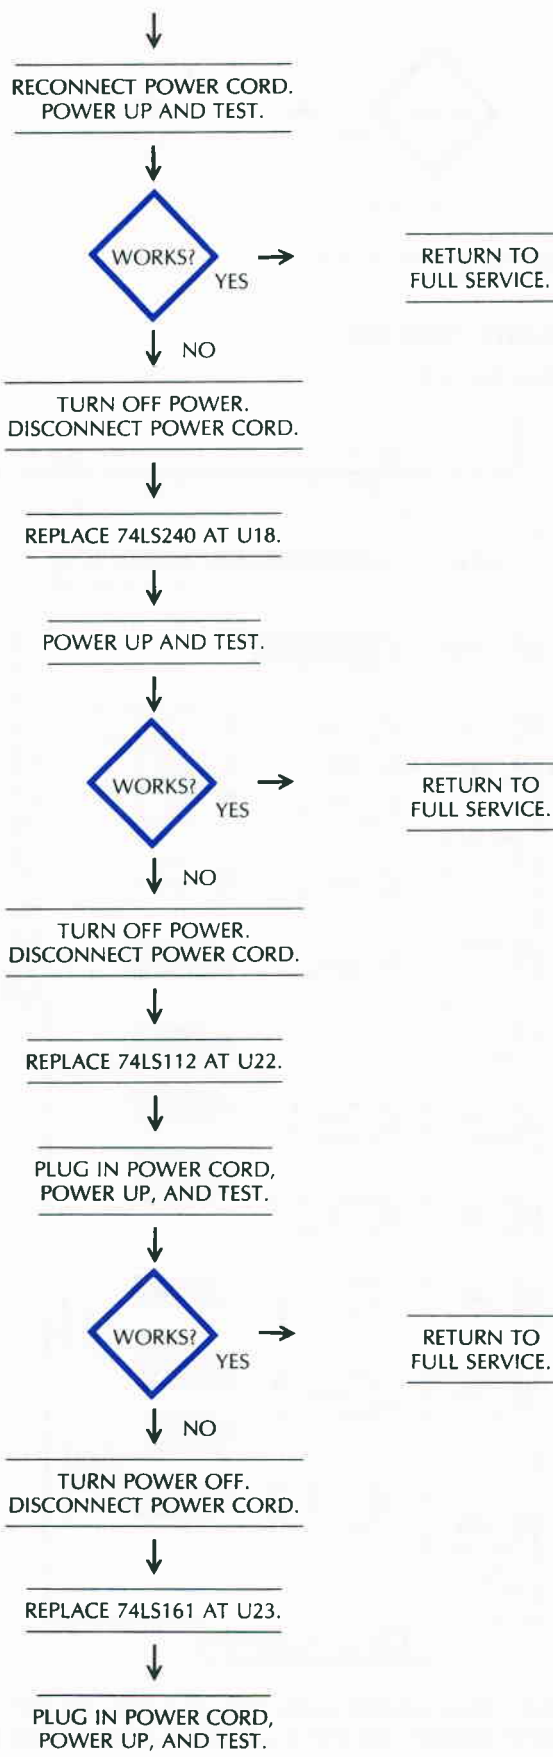 RECONNECT POWER CORD.
POWER UP AND TEST.
WORKS?
YES
RETURN TO
FULL SERVICE.
NO
TURN OFF POWER.
DISCONNECT POWER CORD.
REPLACE 74LS240 AT U18.
POWER UP AND TEST.
WORKS?
YES
RETURN TO
FULL SERVICE.
NO
TURN OFF POWER.
DISCONNECT POWER CORD.
REPLACE 74LS112 AT U22.
PLUG IN POWER CORD,
POWER UP, AND TEST.
WORKS?
YES
RETURN TO
FULL SERVICE.
NO
TURN POWER OFF.
DISCONNECT POWER CORD.
REPLACE 74LS161 AT U23.
PLUG IN POWER CORD,
POWER UP, AND TEST.